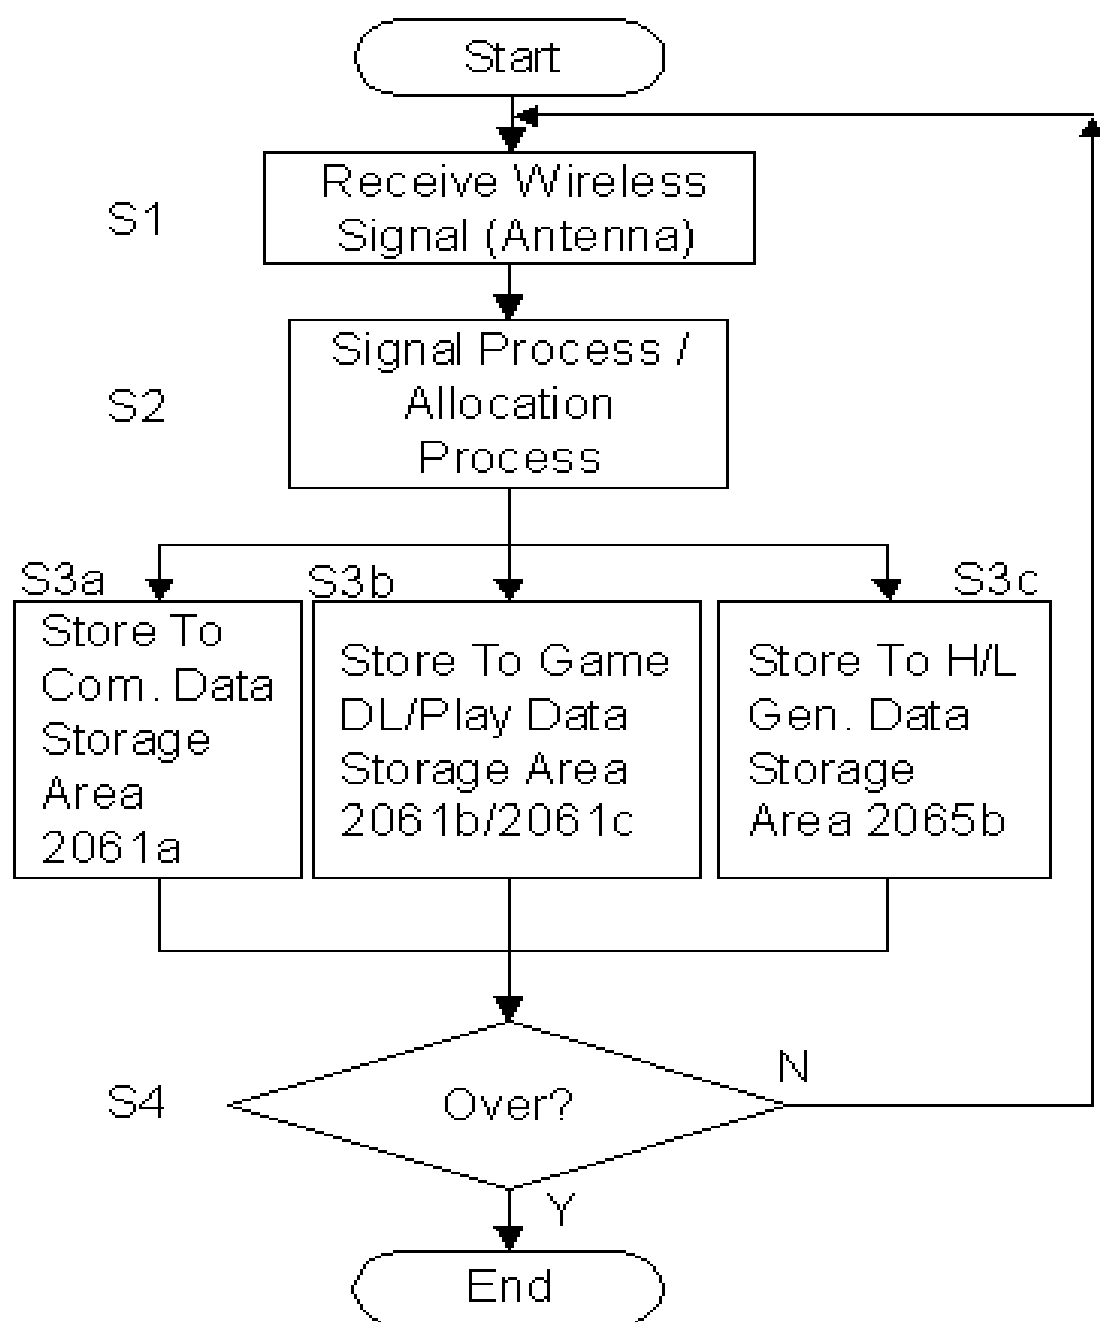 Start
Receive Wireless
Signal (Antenna)
S1
Signal Process /
Allocation
Process
S2
S3a
Store To
Com. Data
Storage
Area
2061a
S3b
Store To Game
DL/Play Data
Storage Area
2061b/2061c
S3c
Store To H/L
Gen. Data
Storage
Area 2065b
S4
Over?
N
Y
End